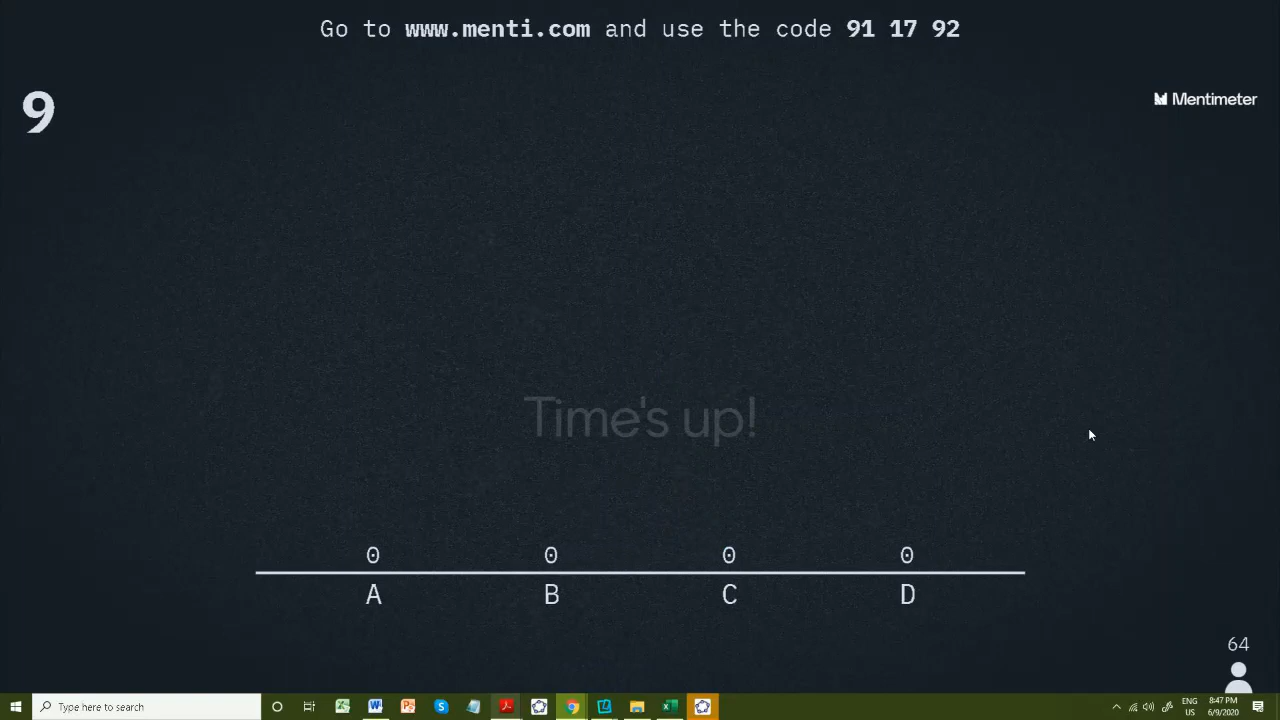 Go to www.menti.com and use the code 91 17 92
9
Mentimeter
Time's up!
0 0 0 0
A B C D
64
Type here to search
ENG
US
8:47 PM
6/9/2020